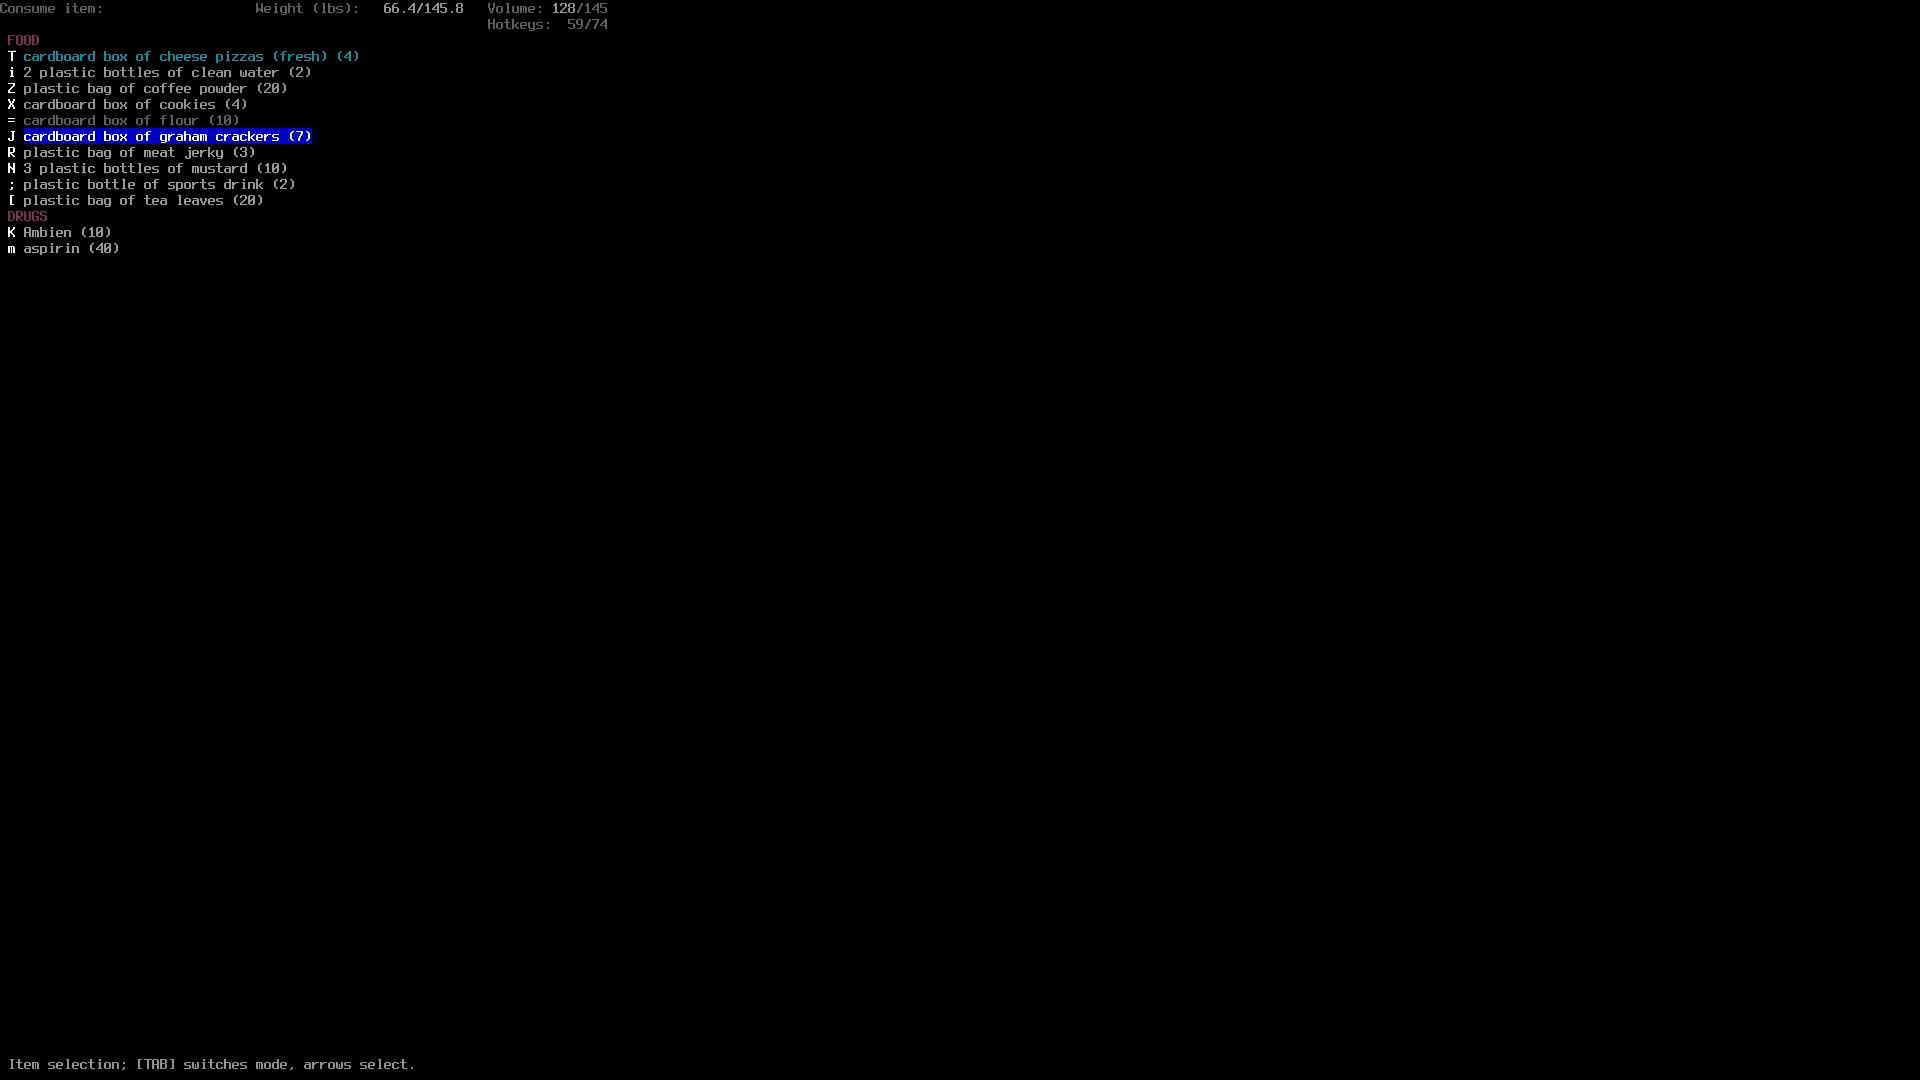 Consume item: Weight (lbs): 66.4/145.8 Volume: 128/145
Hotkeys: 59/74
FOOD
T cardboard box of cheese pizzas (fresh) (4)
i 2 plastic bottles of clean water (2)
Z plastic bag of coffee powder (20)
X cardboard box of cookies (4)
= cardboard box of flour (10)
J cardboard box of graham crackers (7)
R plastic bag of meat jerky (3)
N 3 plastic bottles of mustard (10)
; plastic bottle of sports drink (2)
[ plastic bag of tea leaves (20)
DRUGS
K Ambien (10)
m aspirin (40)
Item selection; [TAB] switches mode, arrows select.